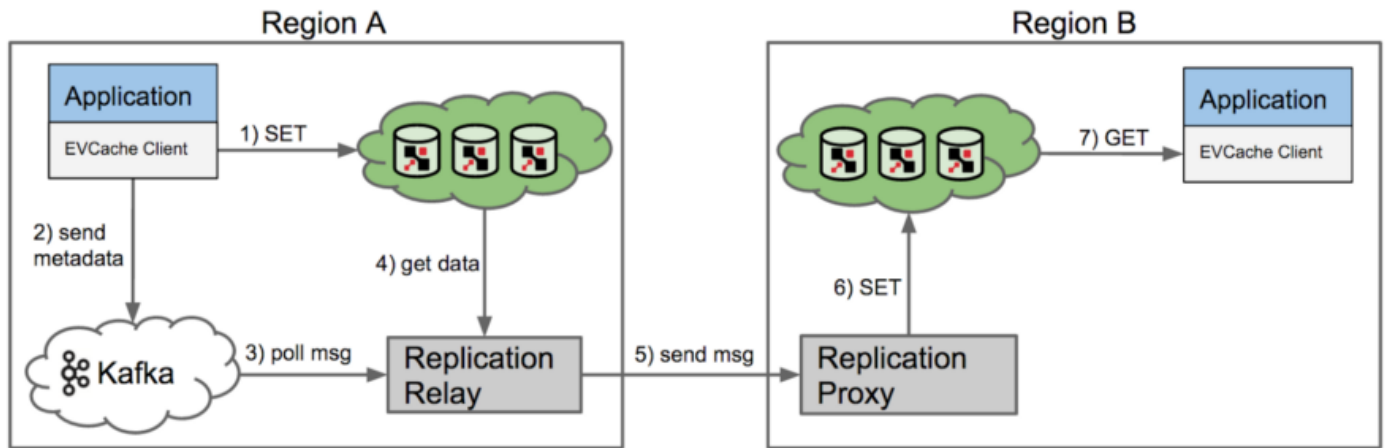 Region A
Region B
Application
EVCache Client
1) SET
2) send
metadata
Kafka
3) poll msg
4) get data
Replication
Relay
5) send msg
Replication
Proxy
6) SET
7) GET
Application
EVCache Client